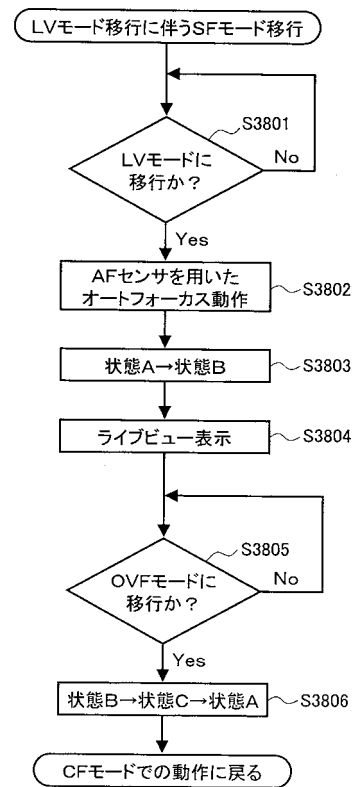 LVモード移行に伴うSFモード移行
S3801
LVモードに
移行か？
No
Yes
AFセンサを用いた
オートフォーカス動作
S3802
状態A→状態B
S3803
ライブビュー表示
S3804
S3805
OVFモードに
移行か？
No
Yes
状態B→状態C→状態A
S3806
CFモードでの動作に戻る